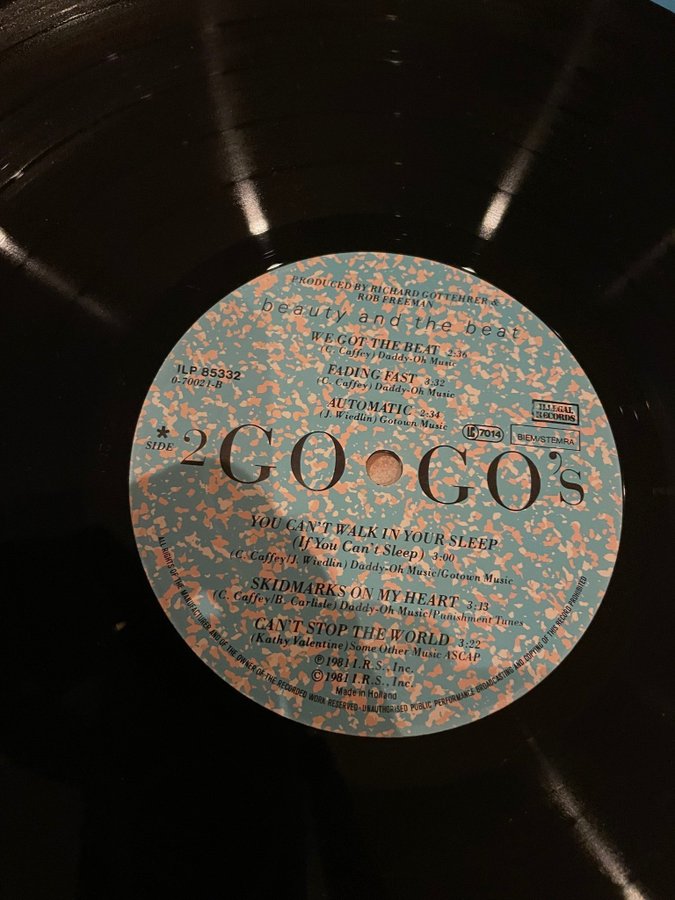 PRODUCED BY RICHARD GOTTEHRER &
ROB FREEMAN
beauty and the beat
WE GOT THE BEAT 2:36
(C. Caffey) Daddy-Oh Music
FADING FAST 3:32
(C. Caffey) Daddy-Oh Music
AUTOMATIC 2:34
(J. Wiedlin) Gotown Music
ILP 85332
0-70021-B
ILLEGAL
RECORDS
LC 7014
BIEM/STEMRA
*
SIDE 2
GO GO's
YOU CAN'T WALK IN YOUR SLEEP
(If You Can't Sleep) 3:00
(C. Caffey/J. Wiedlin) Daddy-Oh Music/Gotown Music
SKIDMARKS ON MY HEART 3:13
(C. Caffey/B. Carlisle) Daddy-Oh Music/Punishment Tunes
CAN'T STOP THE WORLD 3:22
(Kathy Valentine) Some Other Music ASCAP
℗ 1981 I.R.S., Inc.
© 1981 I.R.S., Inc.
Made in Holland
ALL RIGHTS OF THE MANUFACTURER AND OF THE OWNER OF THE RECORDED WORK RESERVED-UNAUTHORISED PUBLIC PERFORMANCE BROADCASTING AND COPYING OF THIS RECORD PROHIBITED